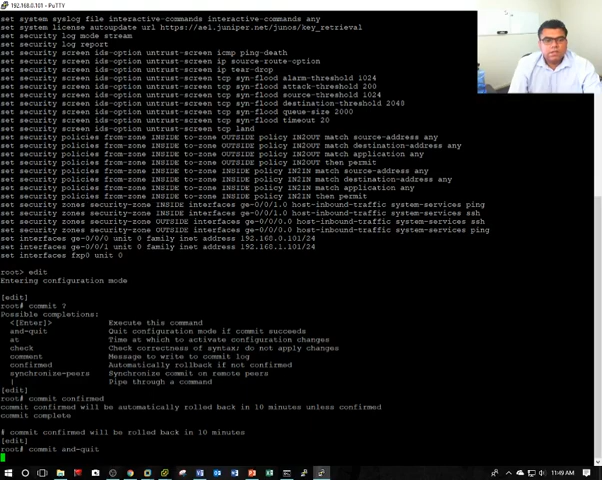 192.168.0.101 - PuTTY
set system syslog file interactive-commands interactive-commands any
set system license autoupdate url https://ae1.juniper.net/junos/key_retrieval
set security log mode stream
set security log report
set security screen ids-option untrust-screen icmp ping-death
set security screen ids-option untrust-screen ip source-route-option
set security screen ids-option untrust-screen ip tear-drop
set security screen ids-option untrust-screen tcp syn-flood alarm-threshold 1024
set security screen ids-option untrust-screen tcp syn-flood attack-threshold 200
set security screen ids-option untrust-screen tcp syn-flood source-threshold 1024
set security screen ids-option untrust-screen tcp syn-flood destination-threshold 2048
set security screen ids-option untrust-screen tcp syn-flood queue-size 2000
set security screen ids-option untrust-screen tcp syn-flood timeout 20
set security screen ids-option untrust-screen tcp land
set security policies from-zone INSIDE to-zone OUTSIDE policy IN2OUT match source-address any
set security policies from-zone INSIDE to-zone OUTSIDE policy IN2OUT match destination-address any
set security policies from-zone INSIDE to-zone OUTSIDE policy IN2OUT match application any
set security policies from-zone INSIDE to-zone OUTSIDE policy IN2OUT then permit
set security policies from-zone INSIDE to-zone INSIDE policy IN2IN match source-address any
set security policies from-zone INSIDE to-zone INSIDE policy IN2IN match destination-address any
set security policies from-zone INSIDE to-zone INSIDE policy IN2IN match application any
set security policies from-zone INSIDE to-zone INSIDE policy IN2IN then permit
set security zones security-zone INSIDE interfaces ge-0/0/1.0 host-inbound-traffic system-services ping
set security zones security-zone INSIDE interfaces ge-0/0/1.0 host-inbound-traffic system-services ssh
set security zones security-zone OUTSIDE interfaces ge-0/0/0.0 host-inbound-traffic system-services ssh
set security zones security-zone OUTSIDE interfaces ge-0/0/0.0 host-inbound-traffic system-services ping
set interfaces ge-0/0/0 unit 0 family inet address 192.168.0.101/24
set interfaces ge-0/0/1 unit 0 family inet address 192.168.1.101/24
set interfaces fxp0 unit 0
root> edit
Entering configuration mode
[edit]
root# commit ?
Possible completions:
<[Enter]> Execute this command
and-quit Quit configuration mode if commit succeeds
at Time at which to activate configuration changes
check Check correctness of syntax; do not apply changes
comment Message to write to commit log
confirmed Automatically rollback if not confirmed
synchronize-peers Synchronize commit on remote peers
| Pipe through a command
[edit]
root# commit confirmed
commit confirmed will be automatically rolled back in 10 minutes unless confirmed
commit complete
# commit confirmed will be rolled back in 10 minutes
[edit]
root# commit and-quit
11:49 AM